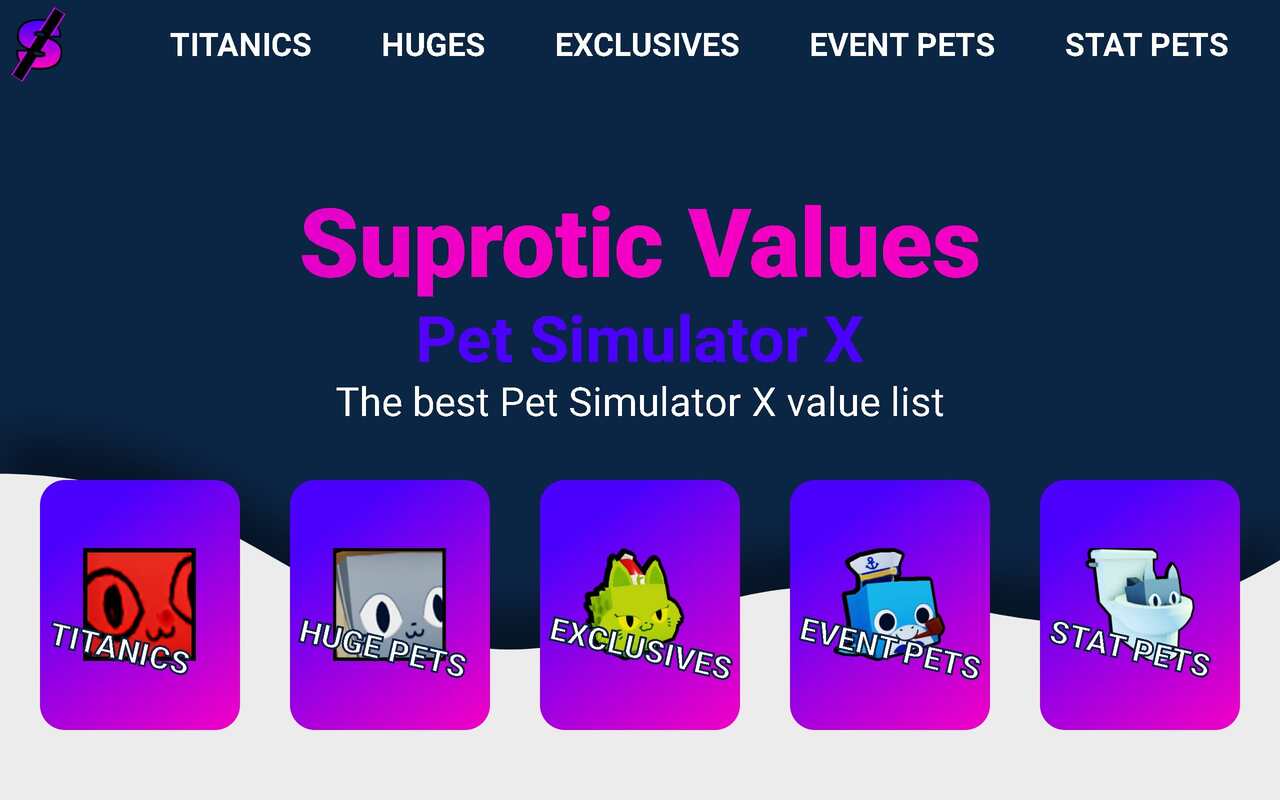 S
TITANICS HUGES EXCLUSIVES EVENT PETS STAT PETS
Suprotic Values
Pet Simulator X
The best Pet Simulator X value list
TITANICS
HUGE PETS
EXCLUSIVES
EVENT PETS
STAT PETS